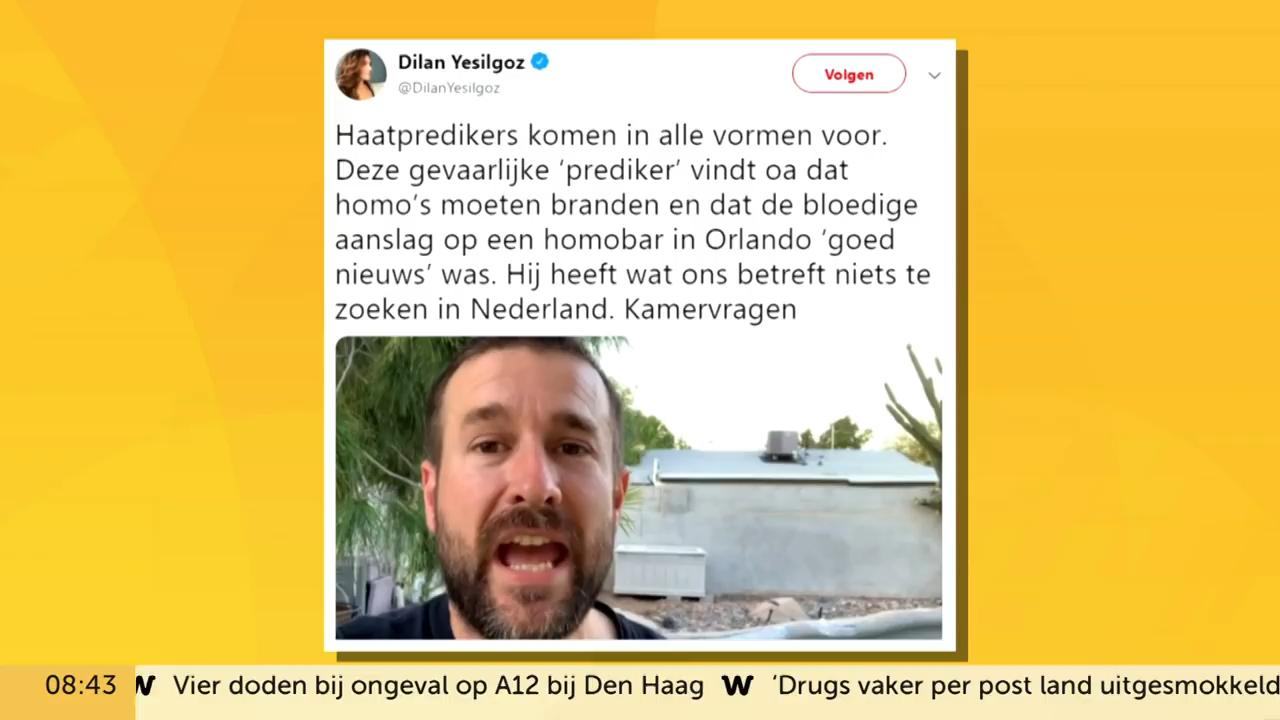 Dilan Yesilgoz
@DilanYesilgoz
Volgen
Haatpredikers komen in alle vormen voor.
Deze gevaarlijke ‘prediker’ vindt oa dat
homo’s moeten branden en dat de bloedige
aanslag op een homobar in Orlando ‘goed
nieuws’ was. Hij heeft wat ons betreft niets te
zoeken in Nederland. Kamervragen
08:43 W Vier doden bij ongeval op A12 bij Den Haag W ‘Drugs vaker per post land uitgesmokkeld